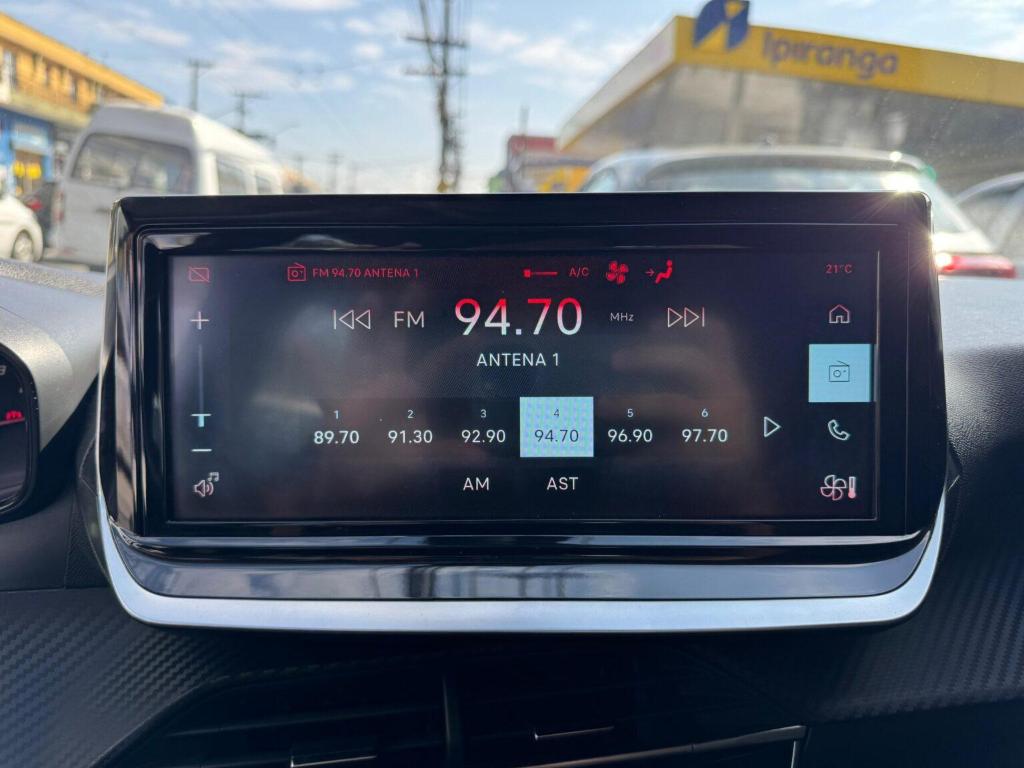 Ipiranga
FM 94.70 ANTENA 1
A/C
21°C
FM 94.70 MHz
ANTENA 1
1 2 3 4 5 6
89.70 91.30 92.90 94.70 96.90 97.70
AM AST